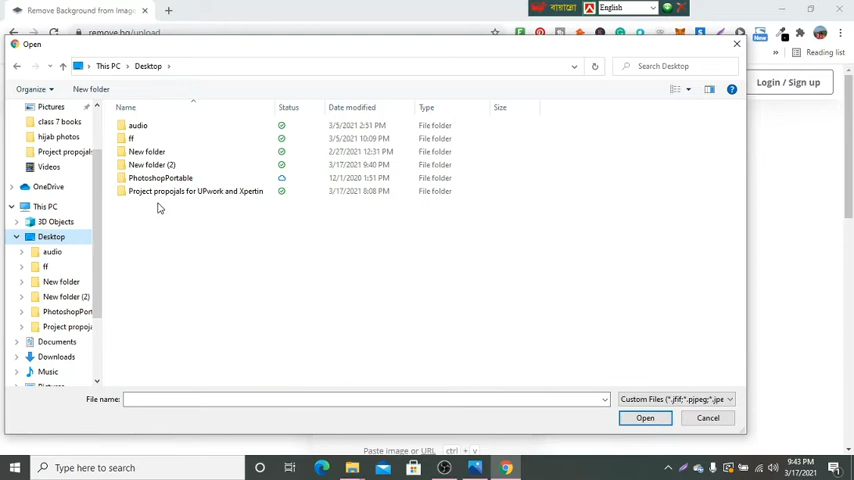 Remove Background from Image
বায়ান্নো
English
remove.bg/upload
New
Reading list
Open
This PC
Desktop
Search Desktop
Organize
New folder
Login / Sign up
Name
Status
Date modified
Type
Size
Pictures
class 7 books
hijab photos
Project propojals
Videos
OneDrive
This PC
3D Objects
Desktop
audio
ff
New folder
New folder (2)
PhotoshopPort
Project propoja
Documents
Downloads
Music
Pictures
audio 3/5/2021 2:51 PM File folder
ff 3/5/2021 10:09 PM File folder
New folder 2/27/2021 12:31 PM File folder
New folder (2) 3/17/2021 9:40 PM File folder
PhotoshopPortable 12/1/2020 1:51 PM File folder
Project propojals for UPwork and Xpertin 3/17/2021 8:08 PM File folder
File name:
Custom Files (*.jfif;*.pjpeg;*.jpe
Open
Cancel
Paste image or URL ctrl + v
Type here to search
9:43 PM
3/17/2021